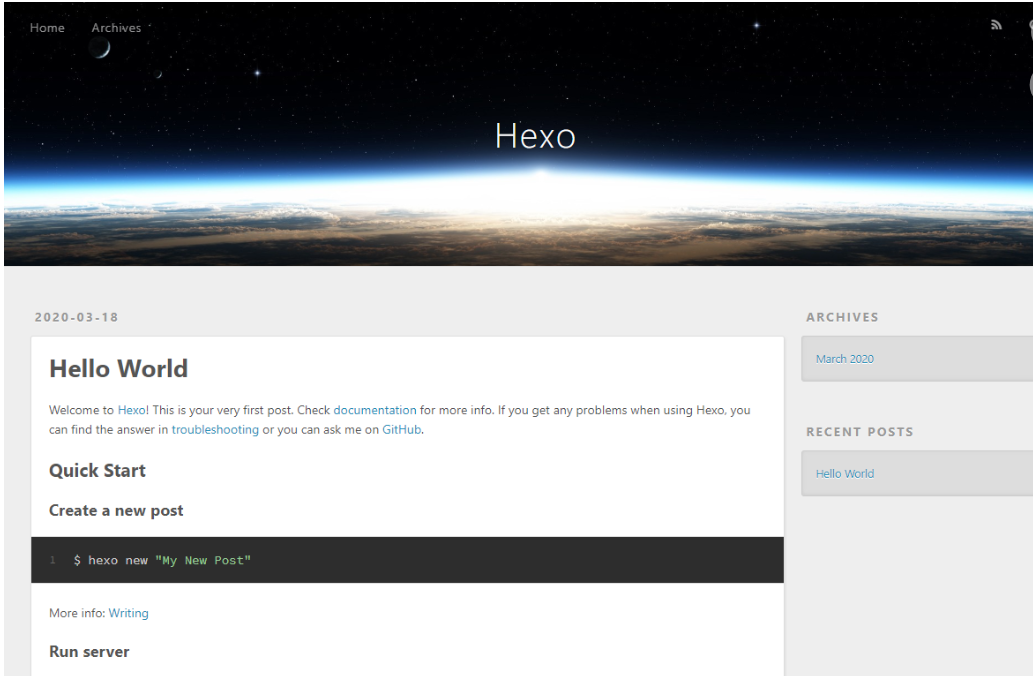 Home Archives
Hexo
2020-03-18
Hello World
Welcome to Hexo! This is your very first post. Check documentation for more info. If you get any problems when using Hexo, you
can find the answer in troubleshooting or you can ask me on GitHub.
Quick Start
Create a new post
1 $ hexo new "My New Post"
More info: Writing
Run server
ARCHIVES
March 2020
RECENT POSTS
Hello World